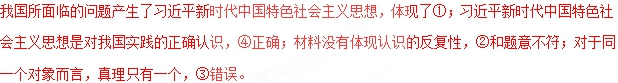 我国所面临的问题产生了习近平新时代中国特色社会主义思想，体现了①；习近平新时代中国特色社
会主义思想是对我国实践的正确认识，④正确；材料没有体现认识的反复性，②和题意不符；对于同
一个对象而言，真理只有一个，③错误。